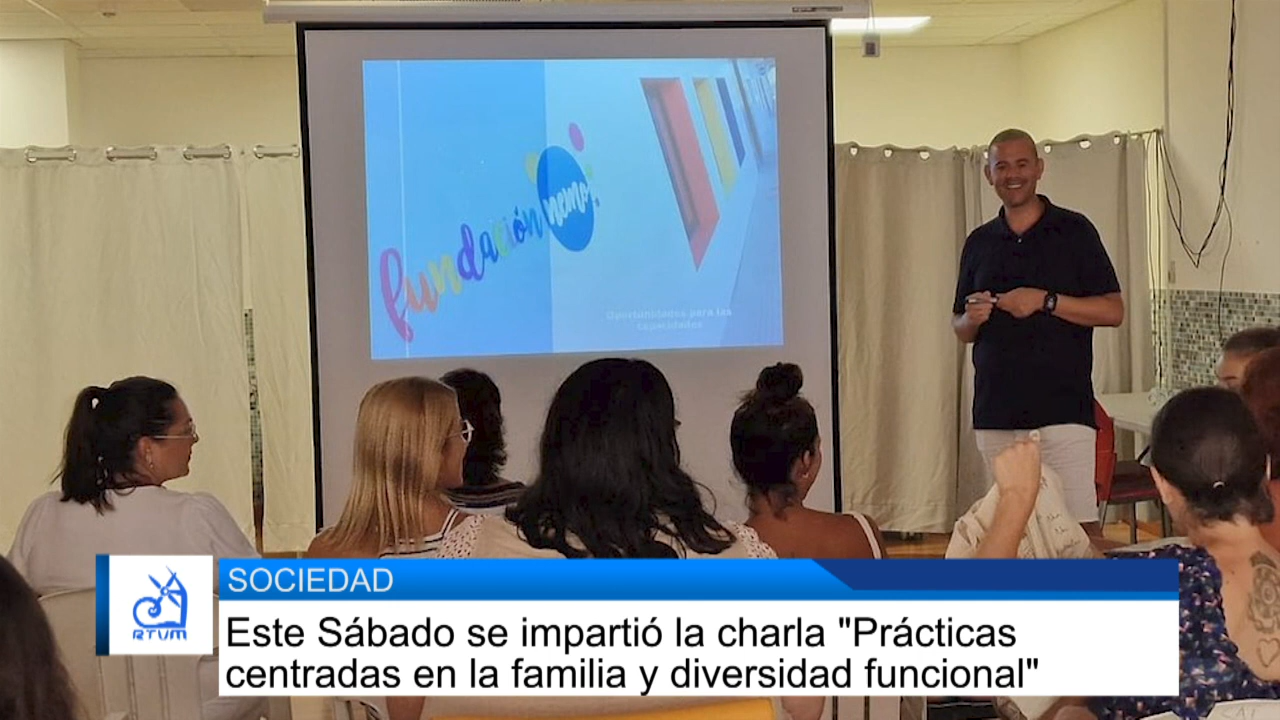 fundación nemo
Oportunidades para las
capacidades
SOCIEDAD
RTVM
Este Sábado se impartió la charla "Prácticas
centradas en la familia y diversidad funcional"